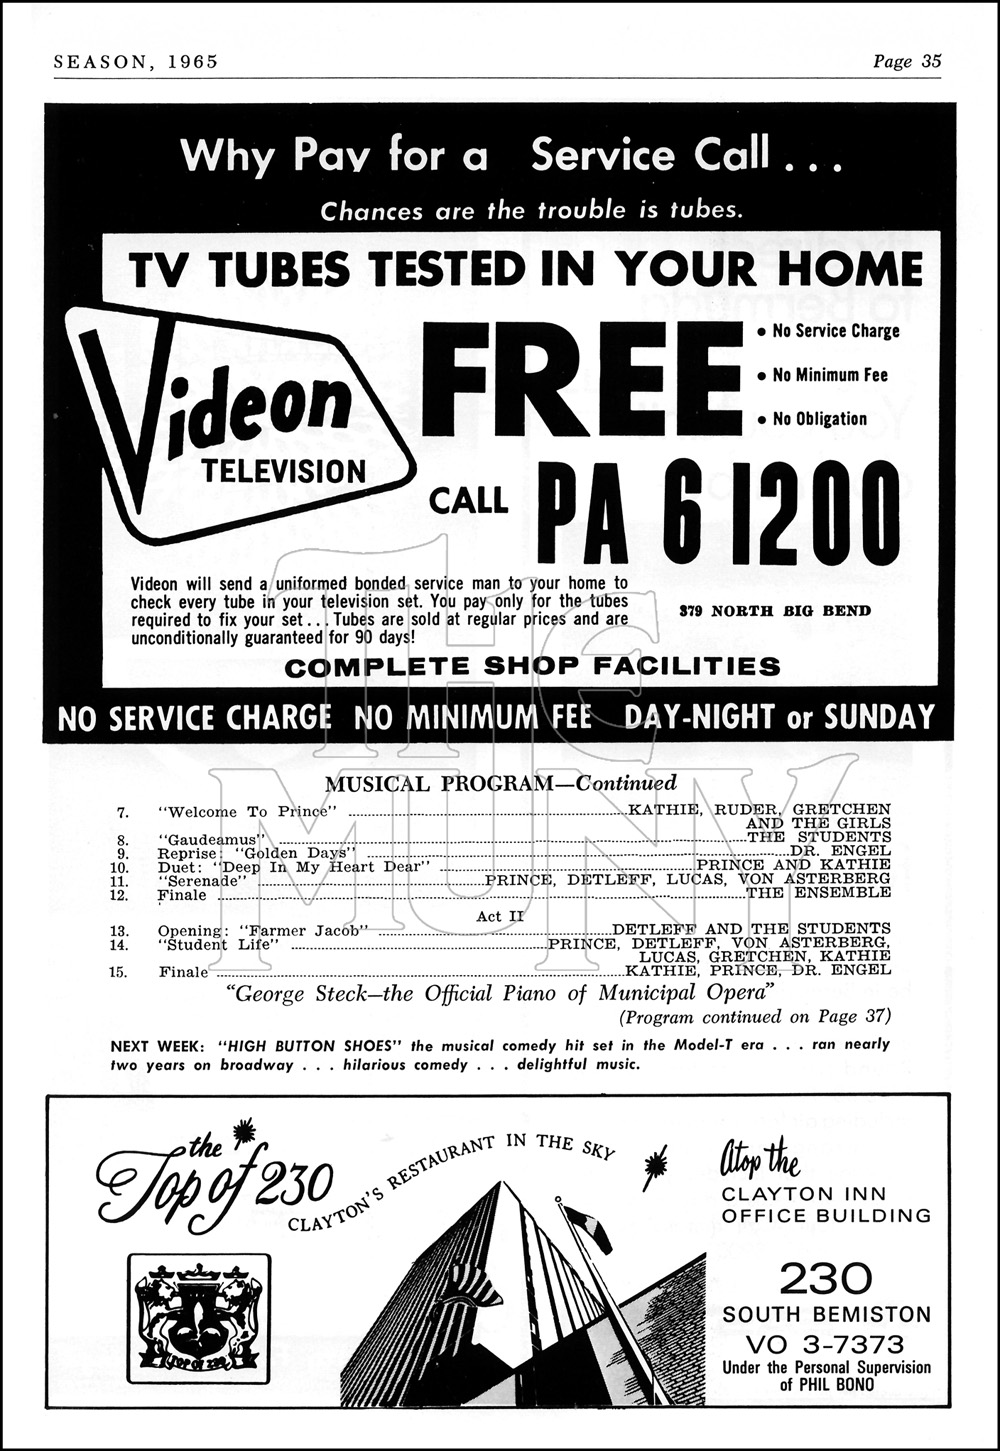 SEASON, 1965
Page 35
Why Pay for a Service Call . . .
Chances are the trouble is tubes.
TV TUBES TESTED IN YOUR HOME
Videon
TELEVISION
FREE
• No Service Charge
• No Minimum Fee
• No Obligation
CALL PA 6 1200
Videon will send a uniformed bonded service man to your home to
check every tube in your television set. You pay only for the tubes
required to fix your set . . . Tubes are sold at regular prices and are
unconditionally guaranteed for 90 days!
379 NORTH BIG BEND
COMPLETE SHOP FACILITIES
NO SERVICE CHARGE NO MINIMUM FEE DAY-NIGHT or SUNDAY
THE
MUNY
MUSICAL PROGRAM—Continued
7. "Welcome To Prince" KATHIE, RUDER, GRETCHEN
AND THE GIRLS
8. "Gaudeamus" THE STUDENTS
9. Reprise: "Golden Days" DR. ENGEL
10. Duet: "Deep In My Heart Dear" PRINCE AND KATHIE
11. "Serenade" PRINCE, DETLEFF, LUCAS, VON ASTERBERG
12. Finale THE ENSEMBLE
Act II
13. Opening: "Farmer Jacob" DETLEFF AND THE STUDENTS
14. "Student Life" PRINCE, DETLEFF, VON ASTERBERG,
LUCAS, GRETCHEN, KATHIE
15. Finale KATHIE, PRINCE, DR. ENGEL
"George Steck—the Official Piano of Municipal Opera"
(Program continued on Page 37)
NEXT WEEK: "HIGH BUTTON SHOES" the musical comedy hit set in the Model-T era . . . ran nearly
two years on broadway . . . hilarious comedy . . . delightful music.
the
Top of 230
CLAYTON'S RESTAURANT IN THE SKY
TOP OF 230
Atop the
CLAYTON INN
OFFICE BUILDING
230
SOUTH BEMISTON
VO 3-7373
Under the Personal Supervision
of PHIL BONO